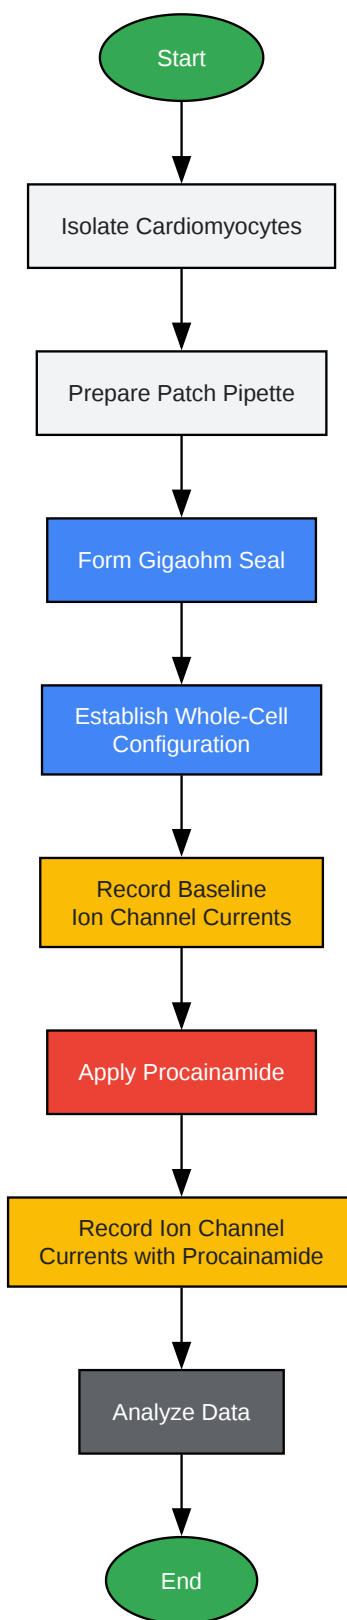 Start
Isolate Cardiomyocytes
Prepare Patch Pipette
Form Gigaohm Seal
Establish Whole-Cell
Configuration
Record Baseline
Ion Channel Currents
Apply Procainamide
Record Ion Channel
Currents with Procainamide
Analyze Data
End